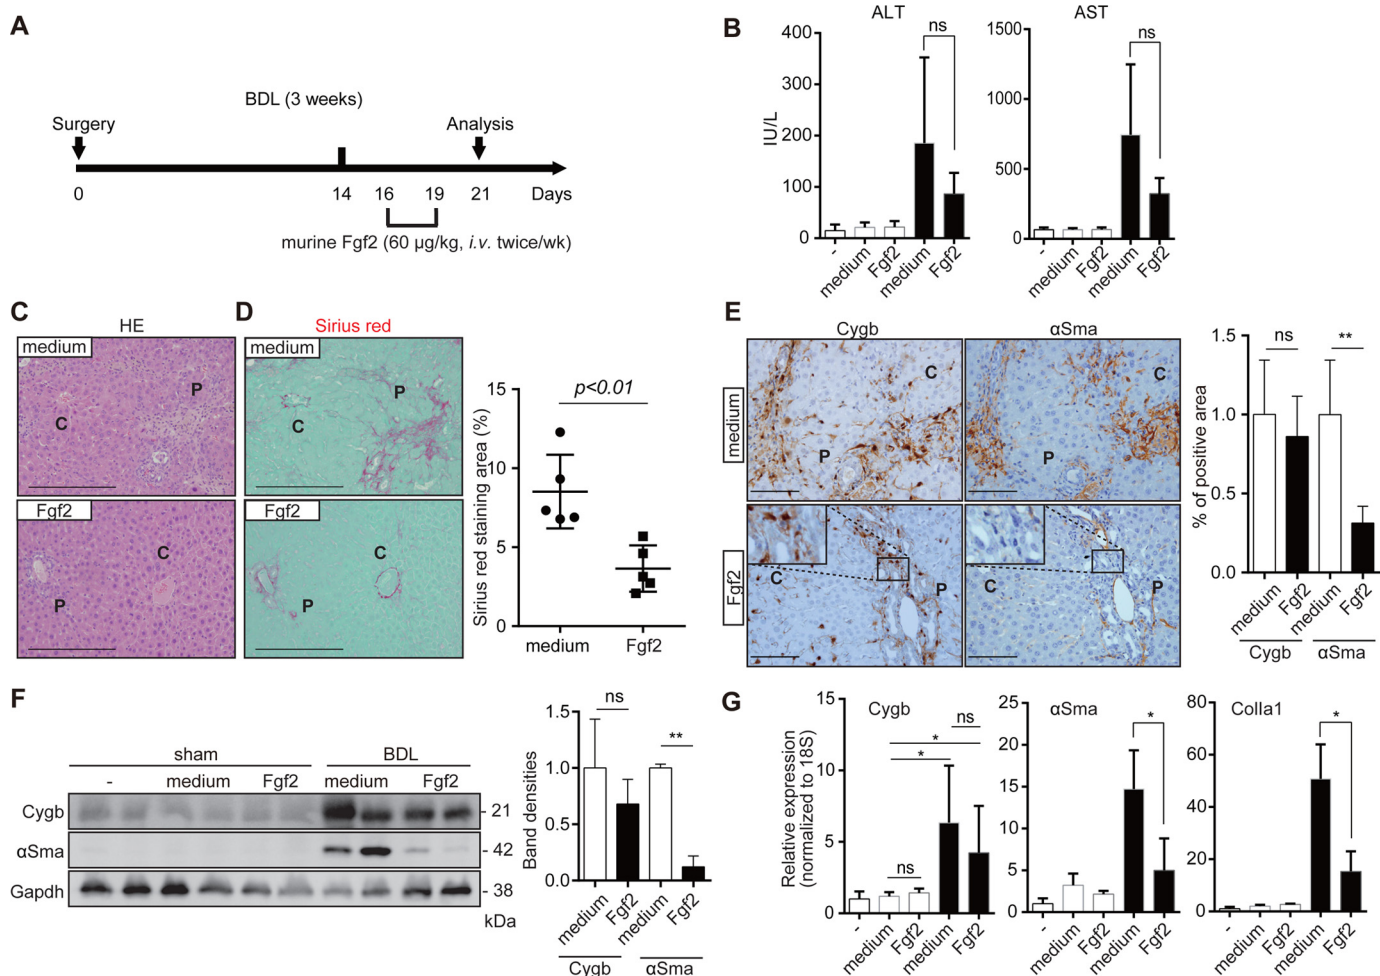 A
BDL (3 weeks)
Surgery
Analysis
0
14
16
19
21
Days
murine Fgf2 (60 µg/kg, i.v. twice/wk)
B
ALT
AST
IU/L
400
300
200
100
0
ns
-
medium
Fgf2
medium
Fgf2
1500
1000
500
0
ns
-
medium
Fgf2
medium
Fgf2
C
HE
medium
P
C
Fgf2
C
P
D
Sirius red
medium
P
C
Fgf2
C
P
Sirius red staining area (%)
15
10
5
0
p<0.01
medium
Fgf2
E
Cygb
αSma
medium
C
P
C
P
Fgf2
C
P
C
P
% of positive area
1.5
1.0
0.5
0.0
ns
**
medium
Fgf2
medium
Fgf2
Cygb
αSma
F
sham
BDL
-
medium
Fgf2
medium
Fgf2
Cygb
- 21
αSma
- 42
Gapdh
- 38
kDa
Band densities
1.5
1.0
0.5
0.0
ns
**
medium
Fgf2
medium
Fgf2
Cygb
αSma
G
Relative expression
(normalized to 18S)
Cygb
15
10
5
0
ns
*
*
ns
-
medium
Fgf2
medium
Fgf2
αSma
25
20
15
10
5
0
*
-
medium
Fgf2
medium
Fgf2
Colla1
80
60
40
20
0
*
-
medium
Fgf2
medium
Fgf2